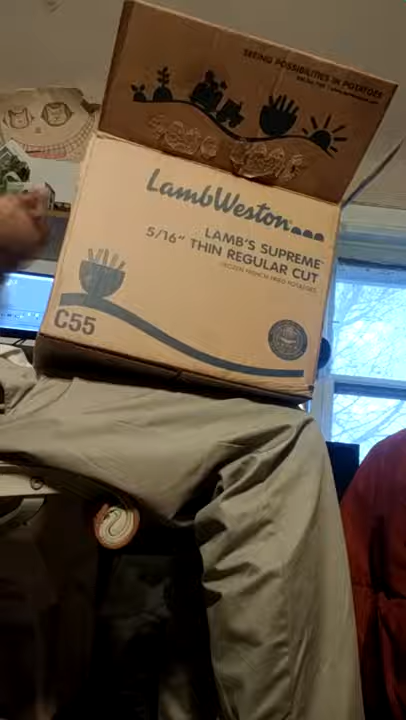 SEEING POSSIBILITIES IN POTATOES
LambWeston
LAMB'S SUPREME
5/16" THIN REGULAR CUT
FROZEN FRENCH FRIED POTATOES
C55